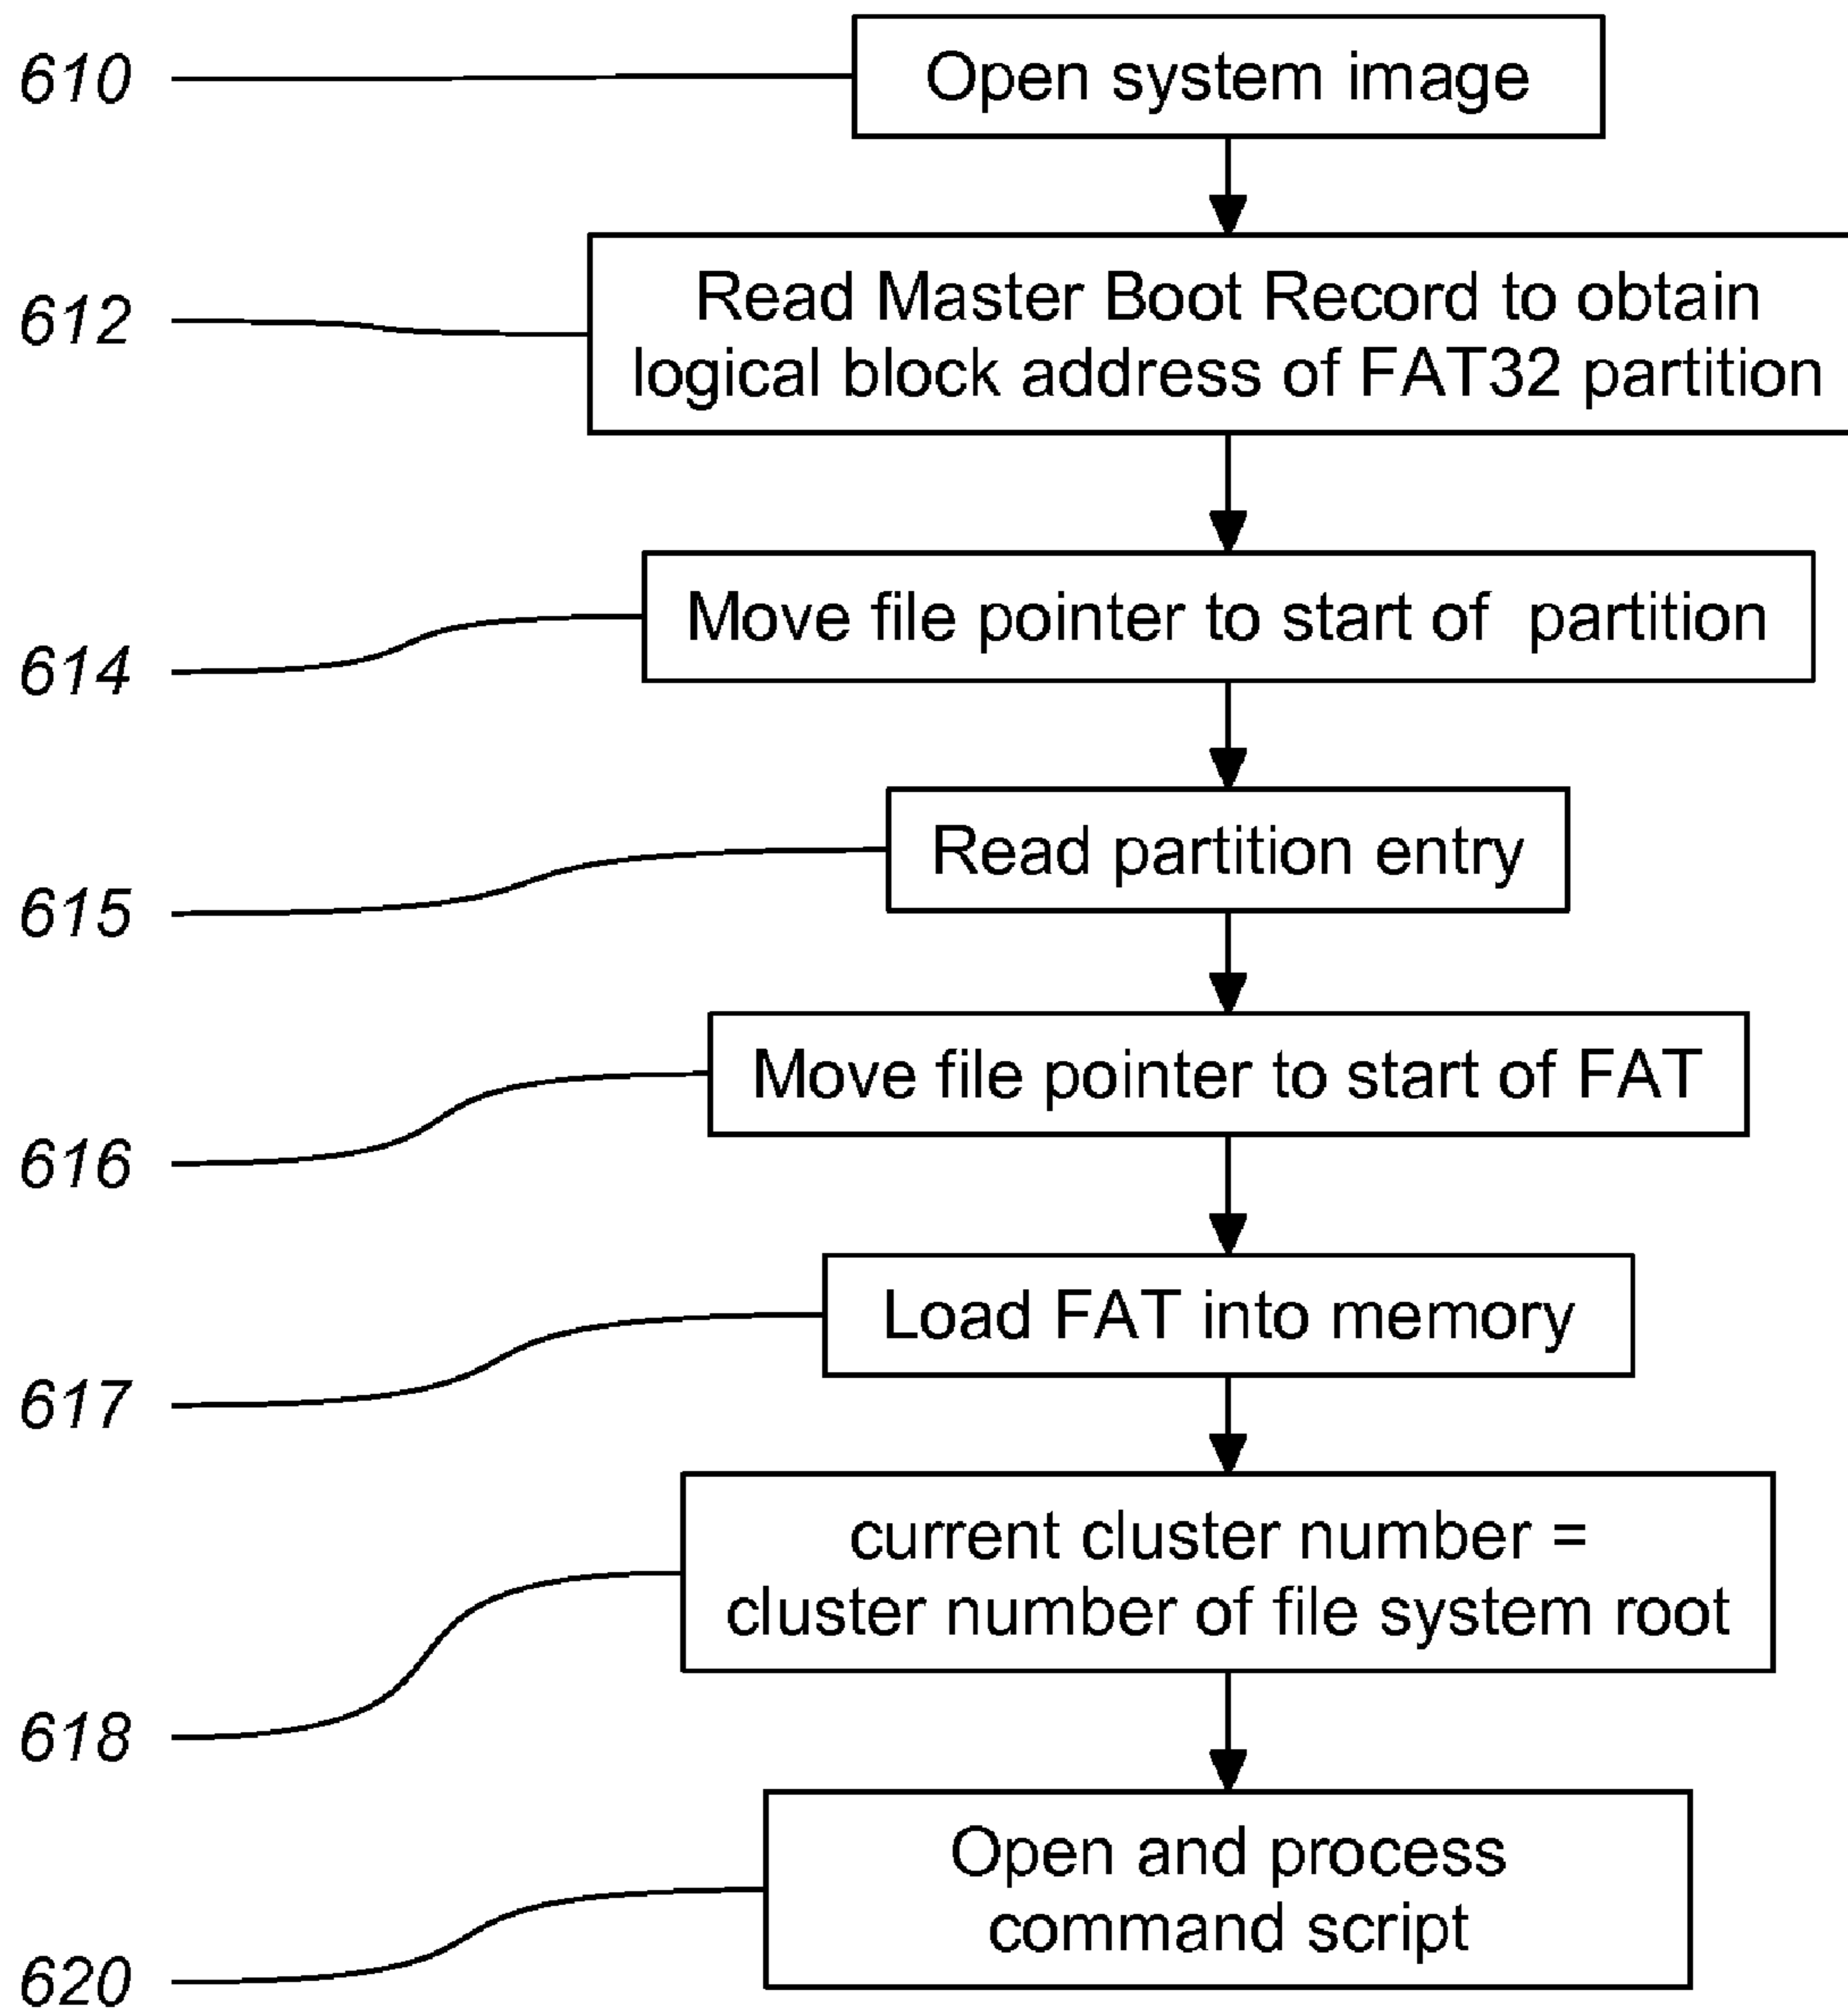 610
Open system image
612
Read Master Boot Record to obtain
logical block address of FAT32 partition
614
Move file pointer to start of partition
615
Read partition entry
616
Move file pointer to start of FAT
617
Load FAT into memory
618
current cluster number =
cluster number of file system root
620
Open and process
command script